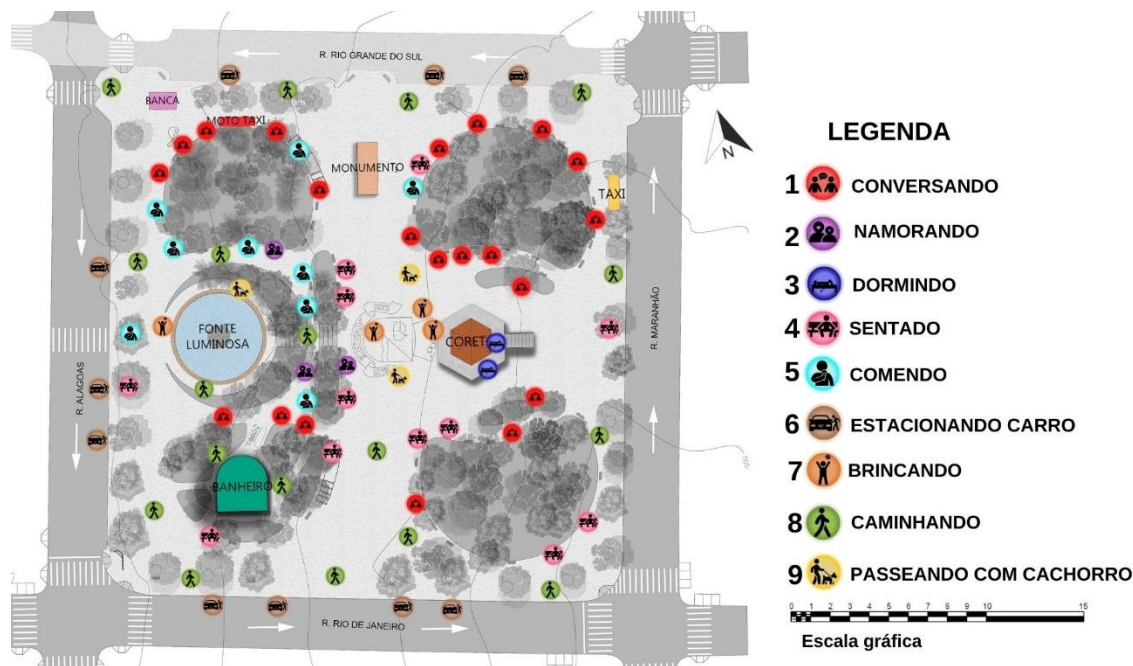 R. RIO GRANDE DO SUL
BANCA
MOTO TAXI
MONUMENTO
TAXI
N
R. MARANHÃO
FONTE
LUMINOSA
CORET
R. ALAGOAS
BANHEIRO
R. RIO DE JANEIRO
LEGENDA
1 CONVERSANDO
2 NAMORANDO
3 DORMINDO
4 SENTADO
5 COMENDO
6 ESTACIONANDO CARRO
7 BRINCANDO
8 CAMINHANDO
9 PASSEANDO COM CACHORRO
0 1 2 3 4 5 6 7 8 9 10 15
Escala gráfica